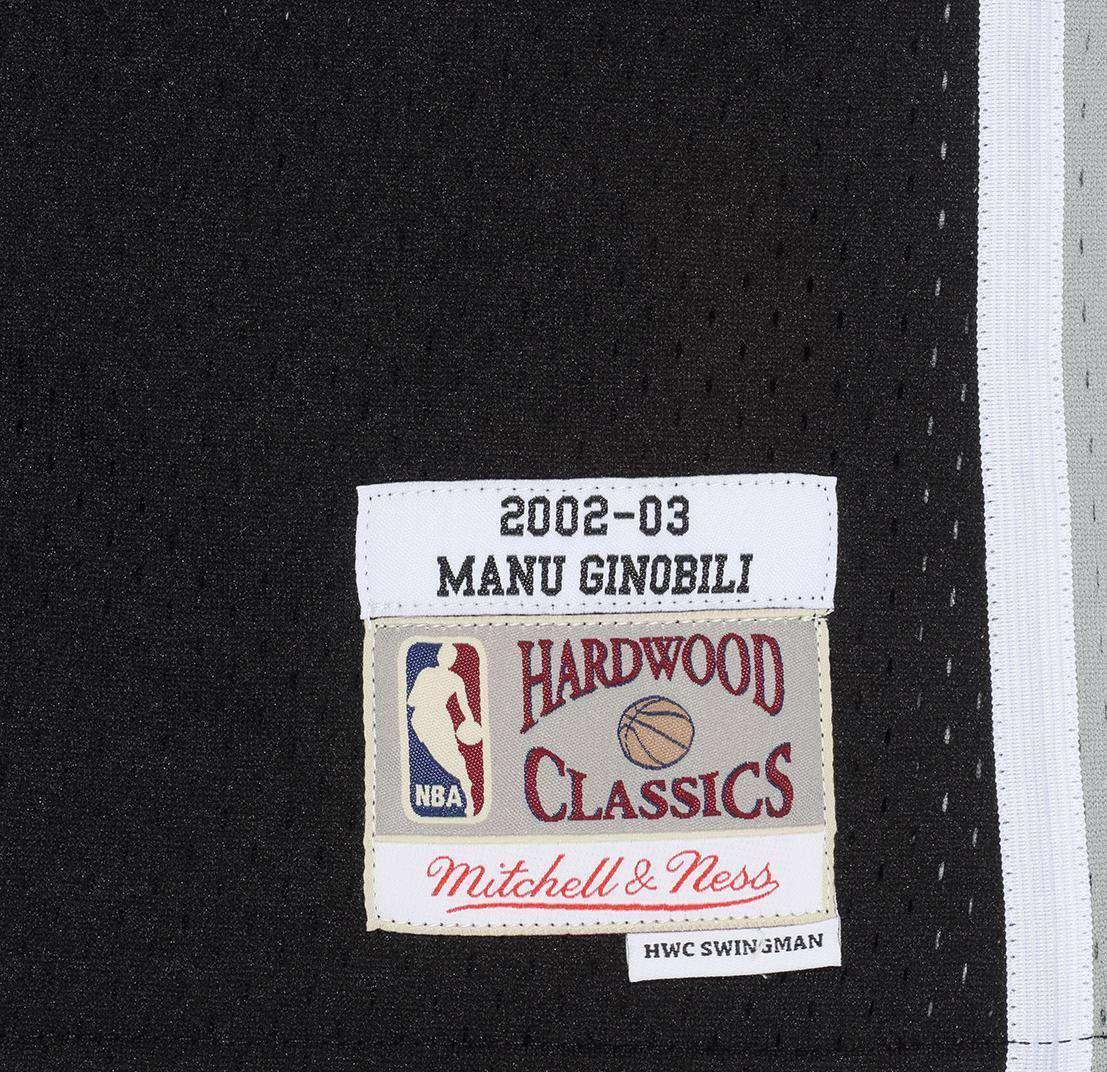 2002-03
MANU GINOBILI
HARDWOOD
CLASSICS
NBA
Mitchell & Ness
HWC SWINGMAN